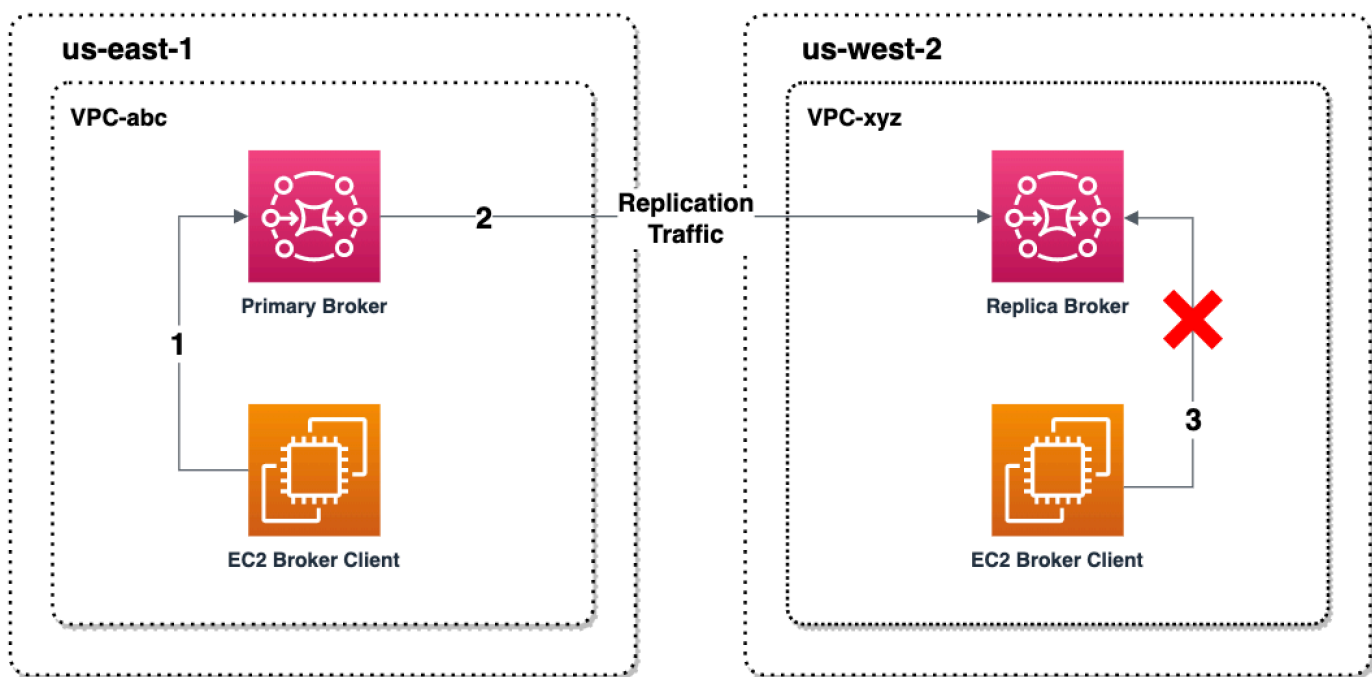 us-east-1
us-west-2
VPC-abc
VPC-xyz
2
Replication
Traffic
Primary Broker
Replica Broker
1
3
EC2 Broker Client
EC2 Broker Client